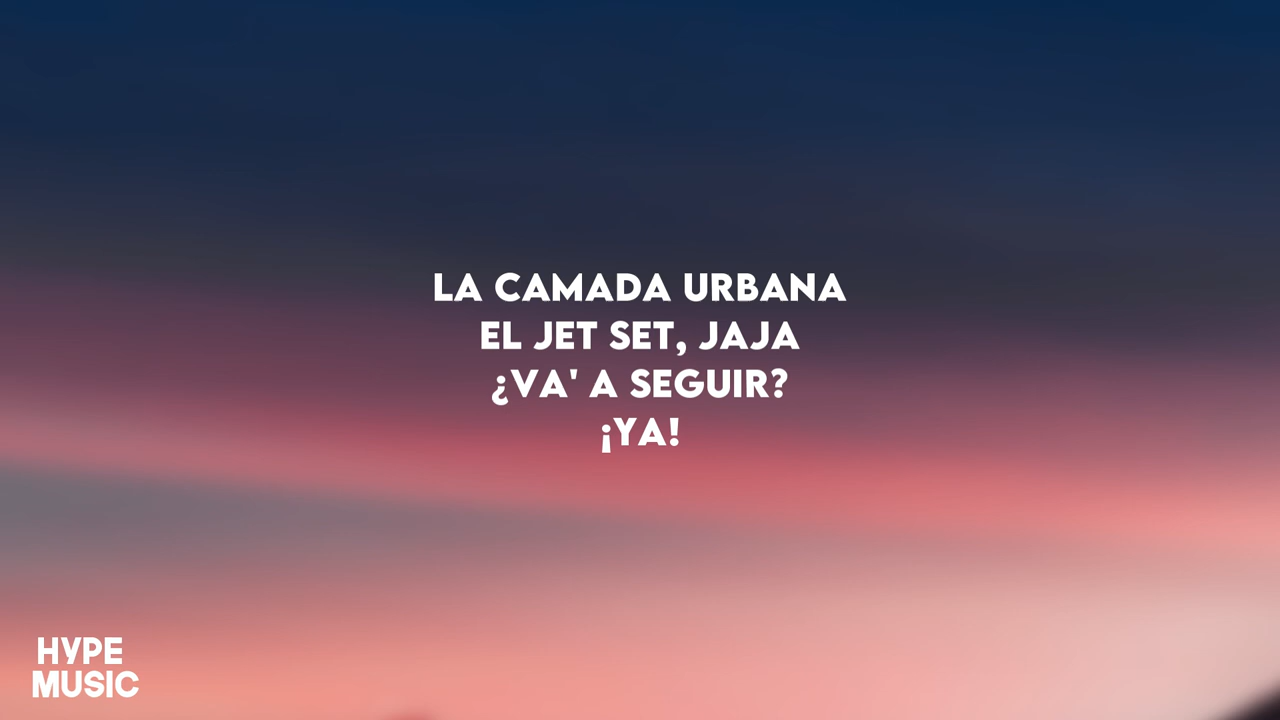 LA CAMADA URBANA
EL JET SET, JAJA
¿VA' A SEGUIR?
¡YA!
HYPE
MUSIC